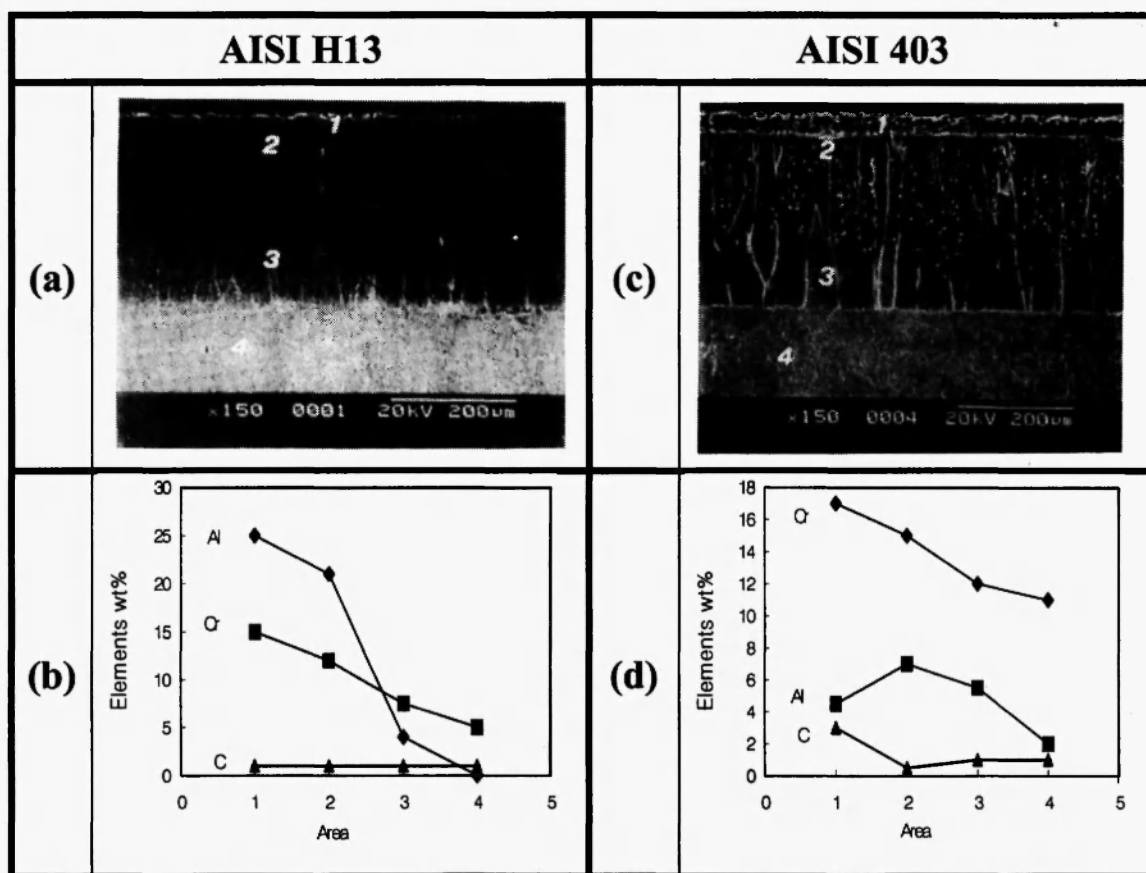 AISI H13
AISI 403
(a)
1
2
3
4
×150 0001 20kV 200µm
(c)
1
2
3
4
×150 0004 20kV 200µm
(b)
30
25
20
15
10
5
0
Elements wt%
Al
Cr
C
0 1 2 3 4 5
Area
(d)
18
16
14
12
10
8
6
4
2
0
Elements wt%
Cr
Al
C
0 1 2 3 4 5
Area